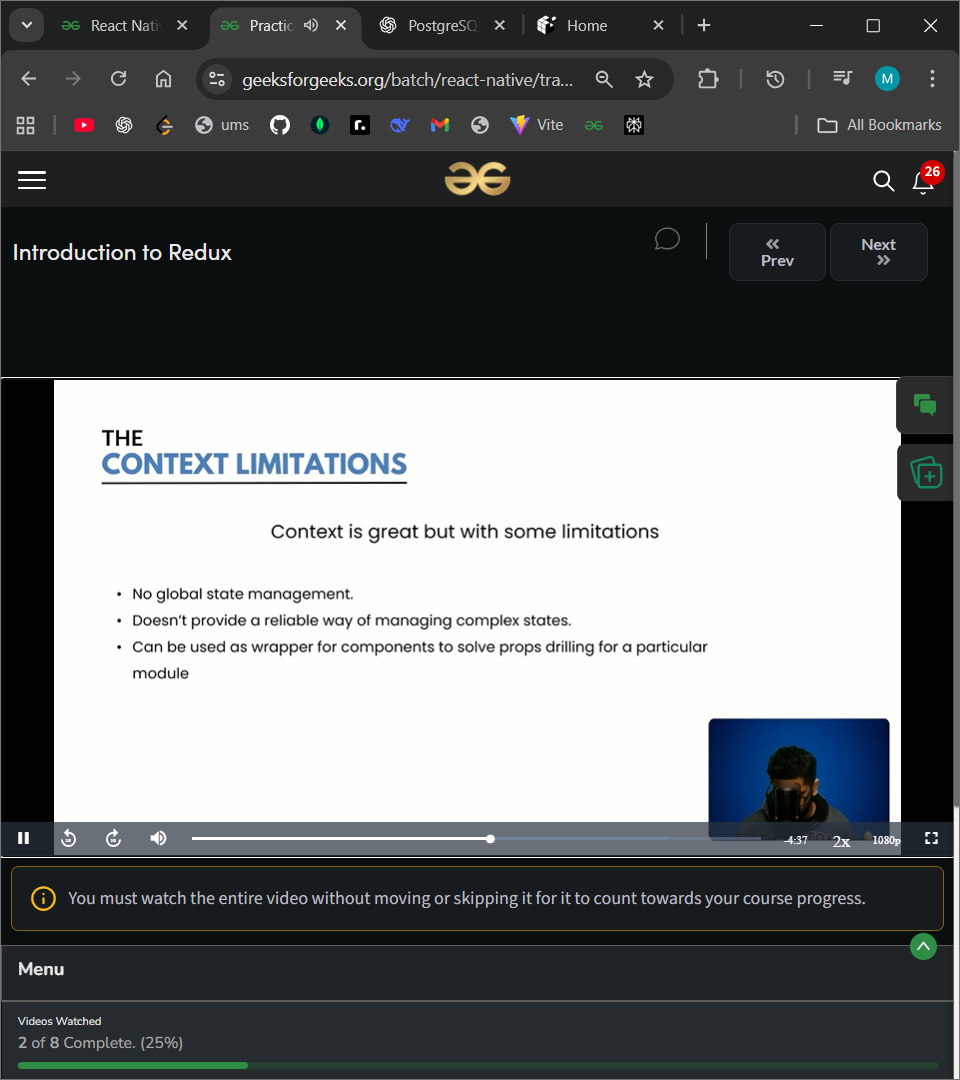 React Nati
Practic
PostgreSQ
Home
geeksforgeeks.org/batch/react-native/tra...
M
ums
Vite
All Bookmarks
26
Introduction to Redux
Prev
Next
THE
CONTEXT LIMITATIONS
Context is great but with some limitations
• No global state management.
• Doesn't provide a reliable way of managing complex states.
• Can be used as wrapper for components to solve props drilling for a particular
module
-4:37
2x
1080p
You must watch the entire video without moving or skipping it for it to count towards your course progress.
Menu
Videos Watched
2 of 8 Complete. (25%)